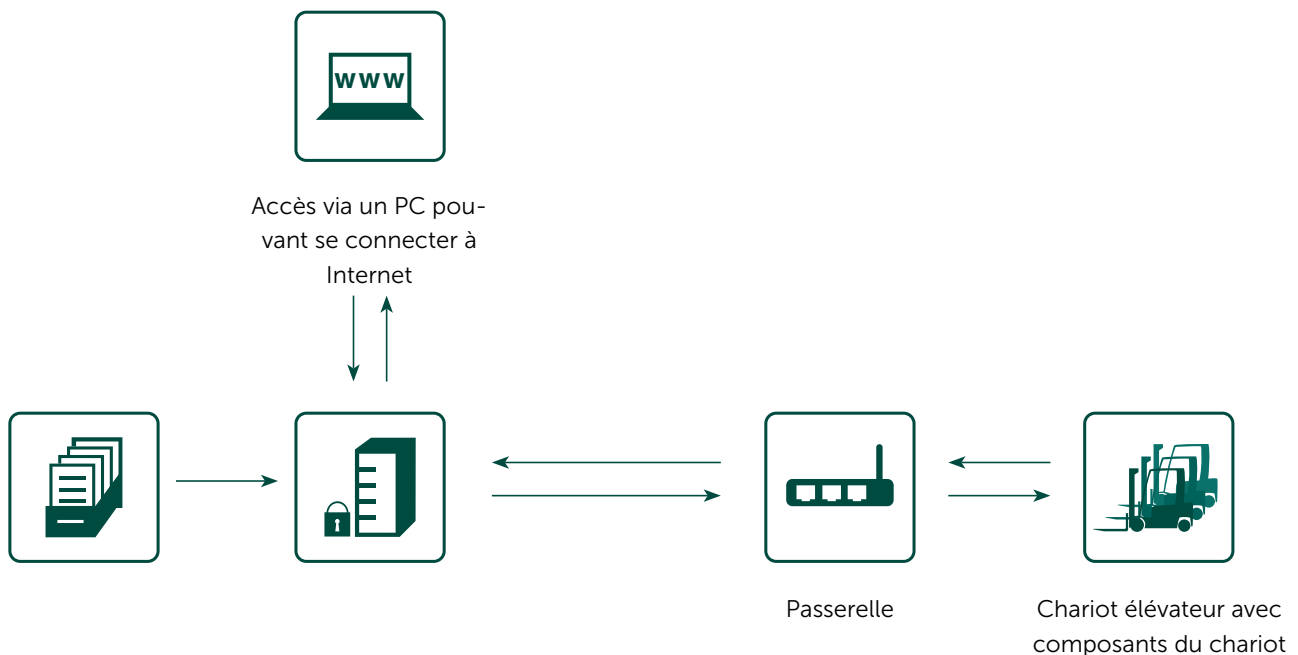 www
Accès via un PC pou-
vant se connecter à
Internet
Passerelle
Chariot élévateur avec
composants du chariot